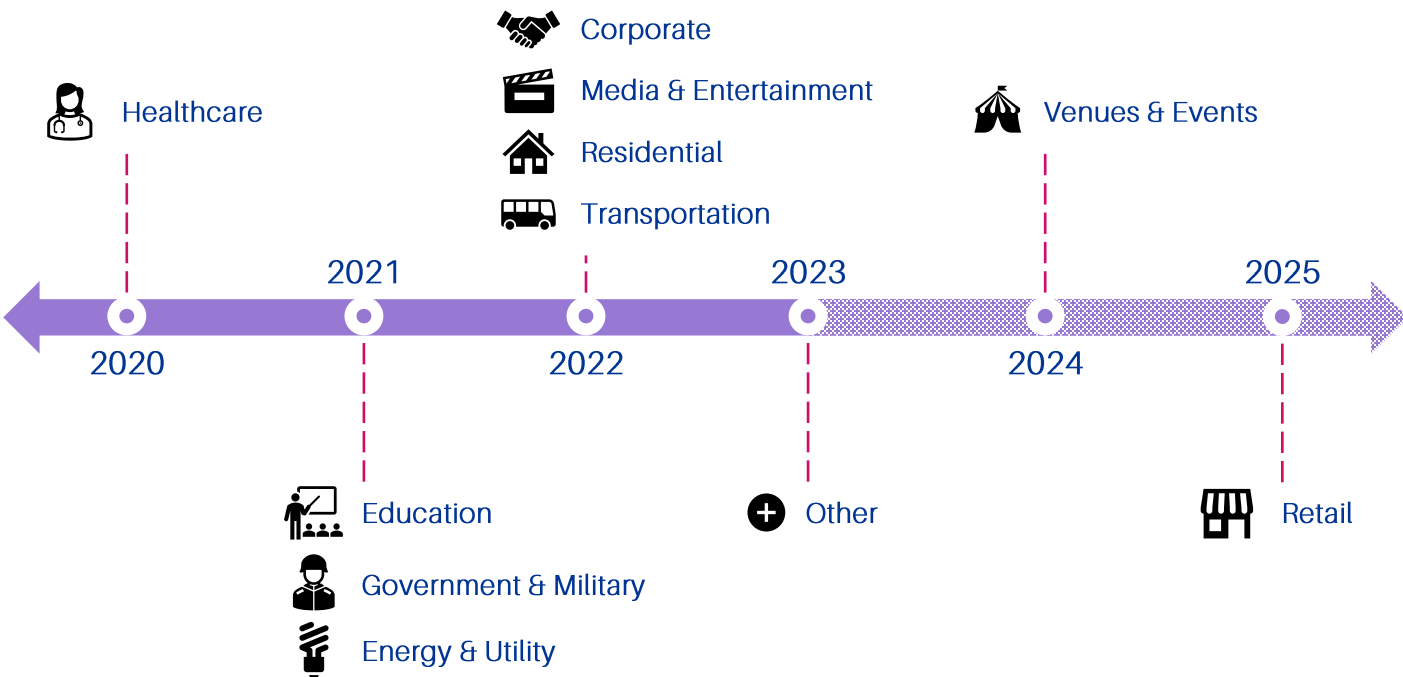 Corporate
Media & Entertainment
Healthcare
Venues & Events
Residential
Transportation
2021
2023
2025
2020
2022
2024
Education
Other
Retail
Government & Military
Energy & Utility